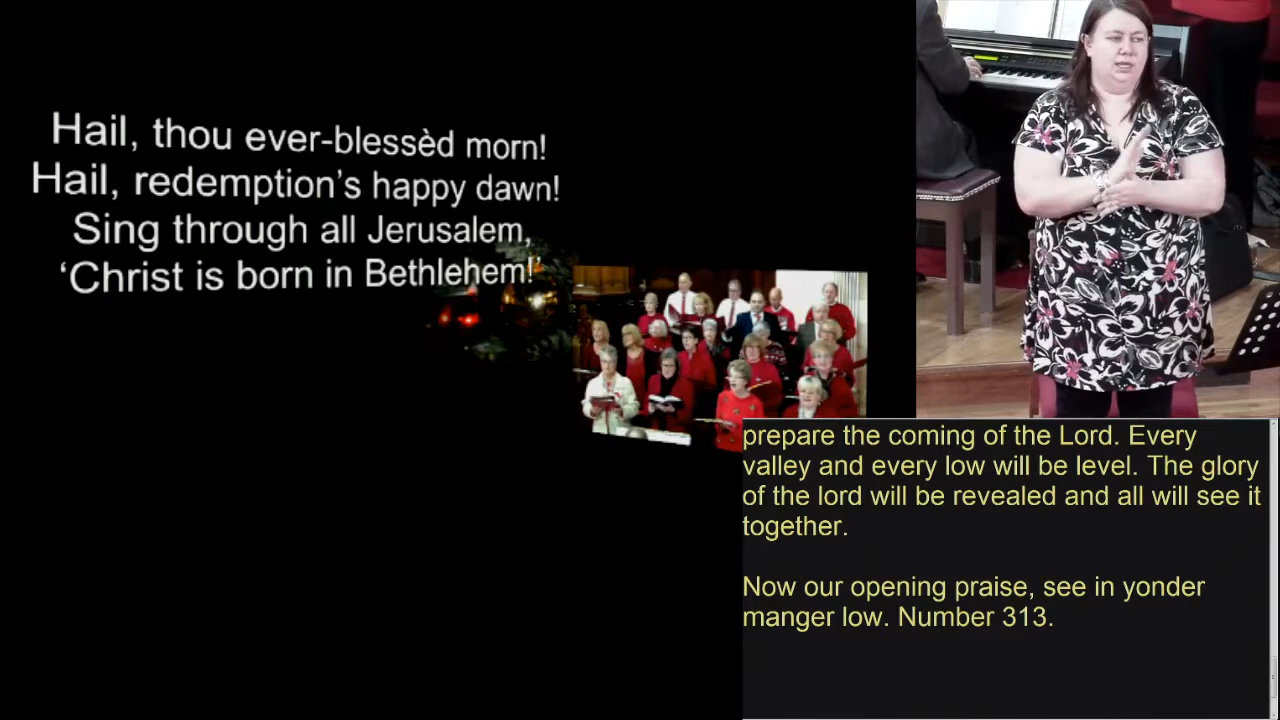 Hail, thou ever-blessèd morn!
Hail, redemption's happy dawn!
Sing through all Jerusalem,
‘Christ is born in Bethlehem!’
prepare the coming of the Lord. Every
valley and every low will be level. The glory
of the lord will be revealed and all will see it
together.
Now our opening praise, see in yonder
manger low. Number 313.